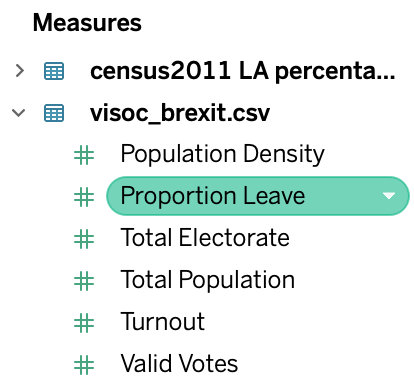 Measures
census2011 LA percenta...
visoc_brexit.csv
Population Density
Proportion Leave
Total Electorate
Total Population
Turnout
Valid Votes